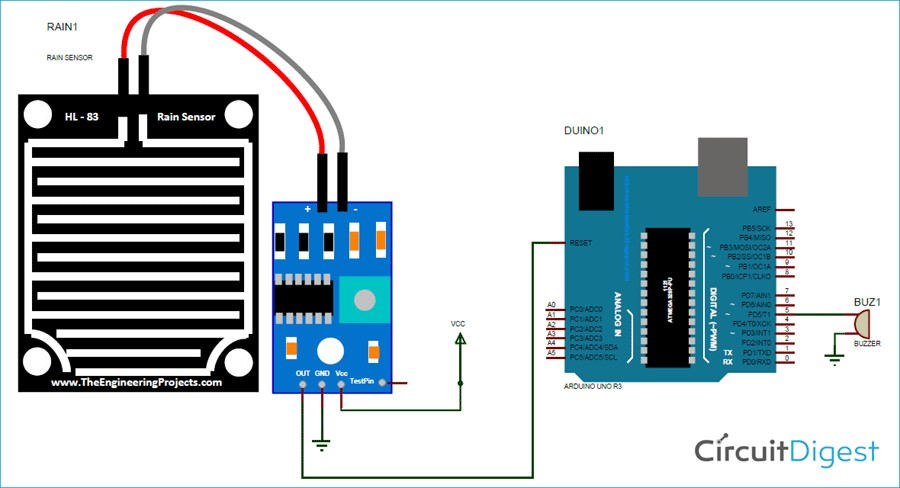 RAIN1
RAIN SENSOR
HL - 83
Rain Sensor
www.TheEngineeringProjects.com
+ -
OUT GND Vcc
TestPin
VCC
DUINO1
RESET
A0 PC0/ADC0
A1 PC1/ADC1
A2 PC2/ADC2
A3 PC3/ADC3
A4 PC4/ADC4/SDA
A5 PC5/ADC5/SCL
ANALOG IN
ATMEGA328P-PU
1121
DIGITAL (~PWM)
AREF
PB5/SCK 13
PB4/MISO 12
~ PB3/MOSI/OC2A 11
~ PB2/SS/OC1B 10
~ PB1/OC1A 9
PB0/ICP1/CLKO 8
PD7/AIN1 7
~ PD6/AIN0 6
~ PD5/T1 5
PD4/T0/XCK 4
~ PD3/INT1 3
PD2/INT0 2
TX PD1/TXD 1
RX PD0/RXD 0
ARDUINO UNO R3
BUZ1
BUZZER
CircuitDigest